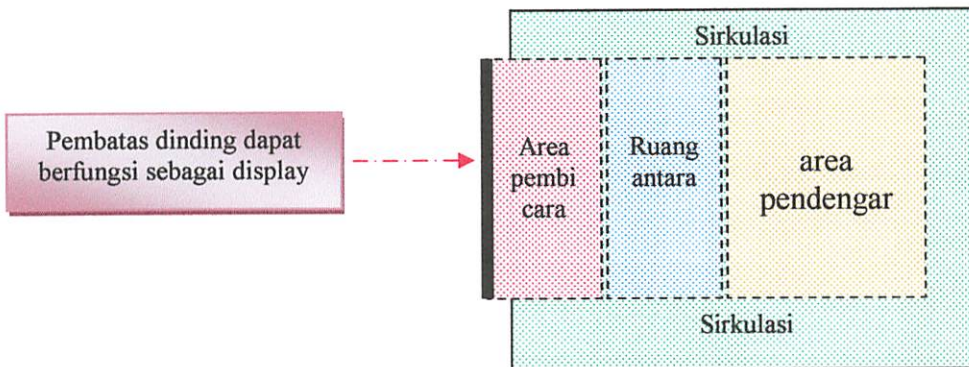 Sirkulasi
Pembatas dinding dapat
berfungsi sebagai display
Area
pembi
cara
Ruang
antara
area
pendengar
Sirkulasi